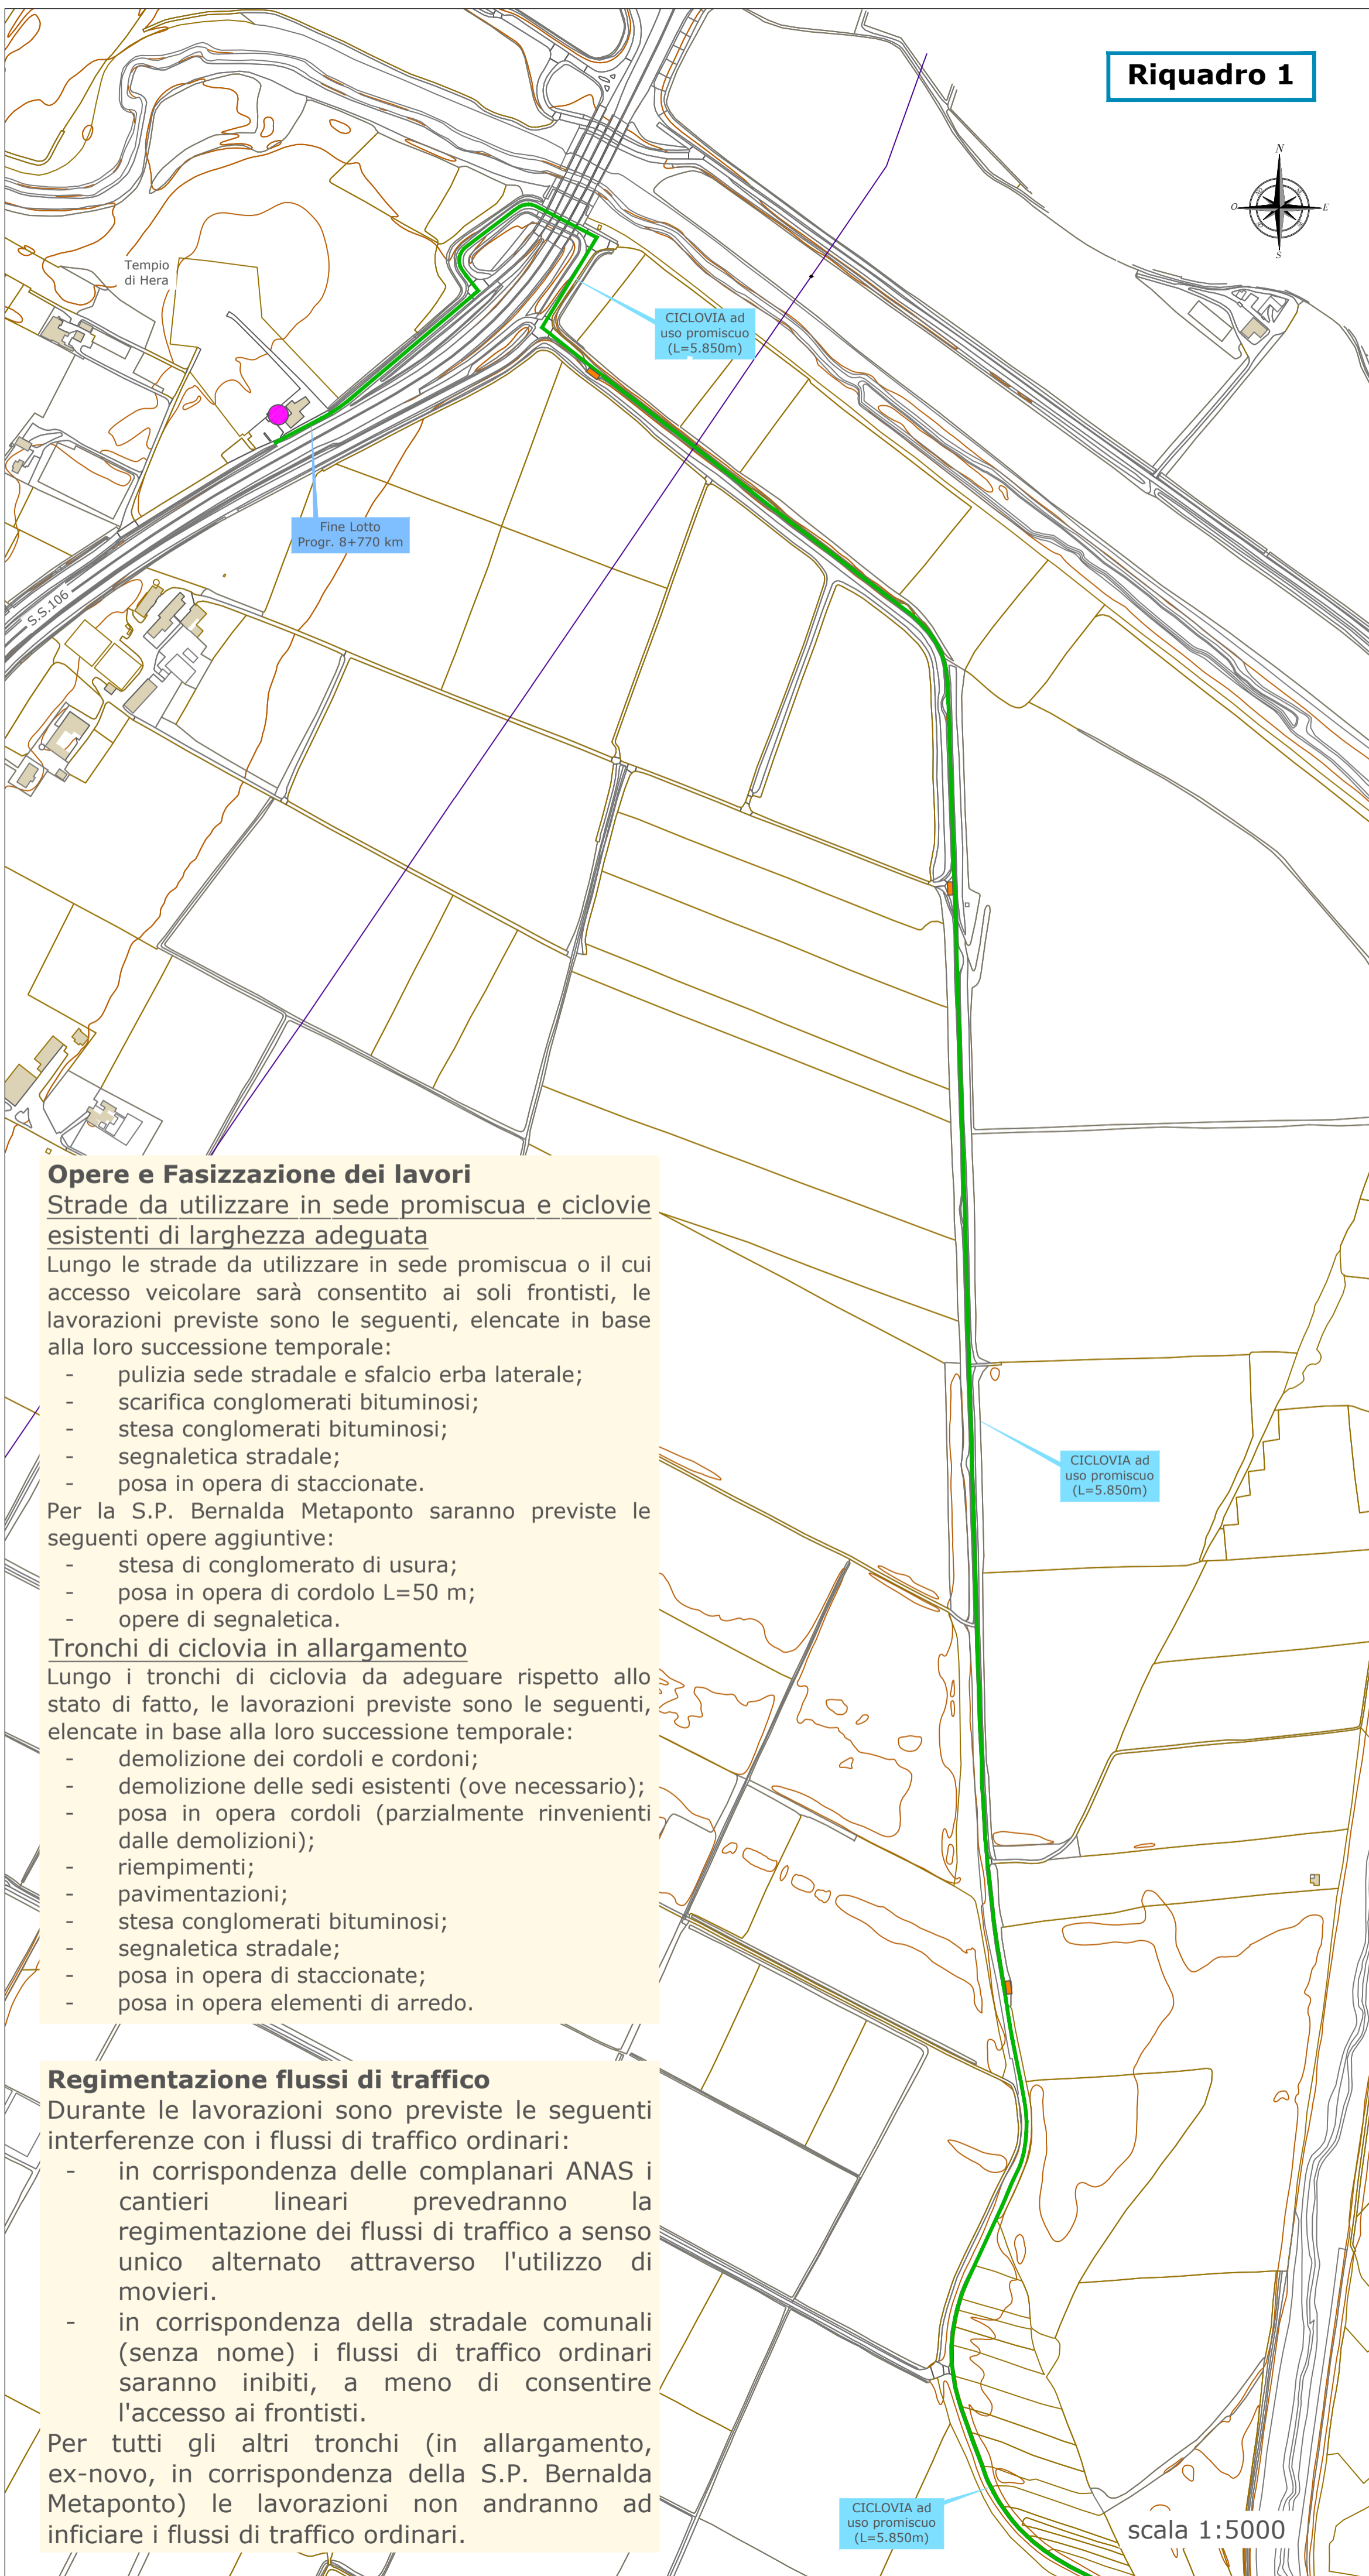 Riquadro 1
N
O
E
S
Tempio
di Hera
CICLOVIA ad
uso promiscuo
(L=5.850m)
Fine Lotto
Progr. 8+770 km
S.S.106
Opere e Fasizzazione dei lavori
Strade da utilizzare in sede promiscua e ciclovie
esistenti di larghezza adeguata
Lungo le strade da utilizzare in sede promiscua o il cui
accesso veicolare sarà consentito ai soli frontisti, le
lavorazioni previste sono le seguenti, elencate in base
alla loro successione temporale:
- pulizia sede stradale e sfalcio erba laterale;
- scarifica conglomerati bituminosi;
- stesa conglomerati bituminosi;
- segnaletica stradale;
- posa in opera di staccionate.
Per la S.P. Bernalda Metaponto saranno previste le
seguenti opere aggiuntive:
- stesa di conglomerato di usura;
- posa in opera di cordolo L=50 m;
- opere di segnaletica.
Tronchi di ciclovia in allargamento
Lungo i tronchi di ciclovia da adeguare rispetto allo
stato di fatto, le lavorazioni previste sono le seguenti,
elencate in base alla loro successione temporale:
- demolizione dei cordoli e cordoni;
- demolizione delle sedi esistenti (ove necessario);
- posa in opera cordoli (parzialmente rinvenienti
dalle demolizioni);
- riempimenti;
- pavimentazioni;
- stesa conglomerati bituminosi;
- segnaletica stradale;
- posa in opera di staccionate;
- posa in opera elementi di arredo.
CICLOVIA ad
uso promiscuo
(L=5.850m)
Regimentazione flussi di traffico
Durante le lavorazioni sono previste le seguenti
interferenze con i flussi di traffico ordinari:
- in corrispondenza delle complanari ANAS i
cantieri lineari prevedranno la
regimentazione dei flussi di traffico a senso
unico alternato attraverso l'utilizzo di
movieri.
- in corrispondenza della stradale comunali
(senza nome) i flussi di traffico ordinari
saranno inibiti, a meno di consentire
l'accesso ai frontisti.
Per tutti gli altri tronchi (in allargamento,
ex-novo, in corrispondenza della S.P. Bernalda
Metaponto) le lavorazioni non andranno ad
inficiare i flussi di traffico ordinari.
CICLOVIA ad
uso promiscuo
(L=5.850m)
scala 1:5000